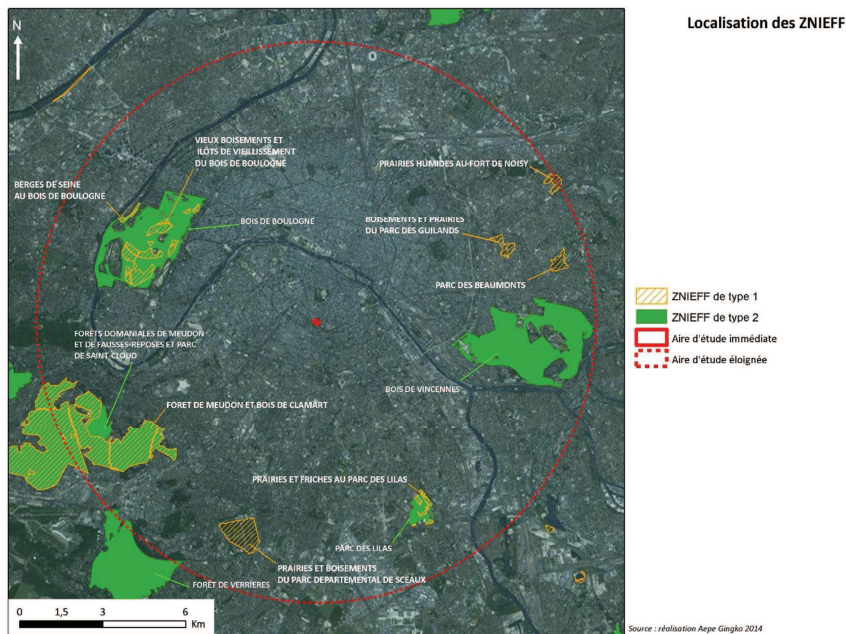 Localisation des ZNIEFF
N
VIEUX BOISEMENTS ET
ILÔTS DE VIEILLISSEMENT
DU BOIS DE BOULOGNE
PRAIRIES HUMIDES AU FORT DE NOISY
BERGES DE SEINE
AU BOIS DE BOULOGNE
BOIS DE BOULOGNE
BOISEMENTS ET PRAIRIES
DU PARC DES GUILANDS
PARC DES BEAUMONTS
ZNIEFF de type 1
ZNIEFF de type 2
Aire d'étude immédiate
Aire d'étude éloignée
FORÊTS DOMANIALES DE MEUDON
ET DE FAUSSES-REPOSES ET PARC
DE SAINT-CLOUD
BOIS DE VINCENNES
FORET DE MEUDON ET BOIS DE CLAMART
PRAIRIES ET FRICHES AU PARC DES LILAS
PARC DES LILAS
PRAIRIES ET BOISEMENTS
DU PARC DEPARTEMENTAL DE SCEAUX
FORÊT DE VERRIERES
0 1,5 3 6
Km
Source : réalisation Aepe Gingko 2014